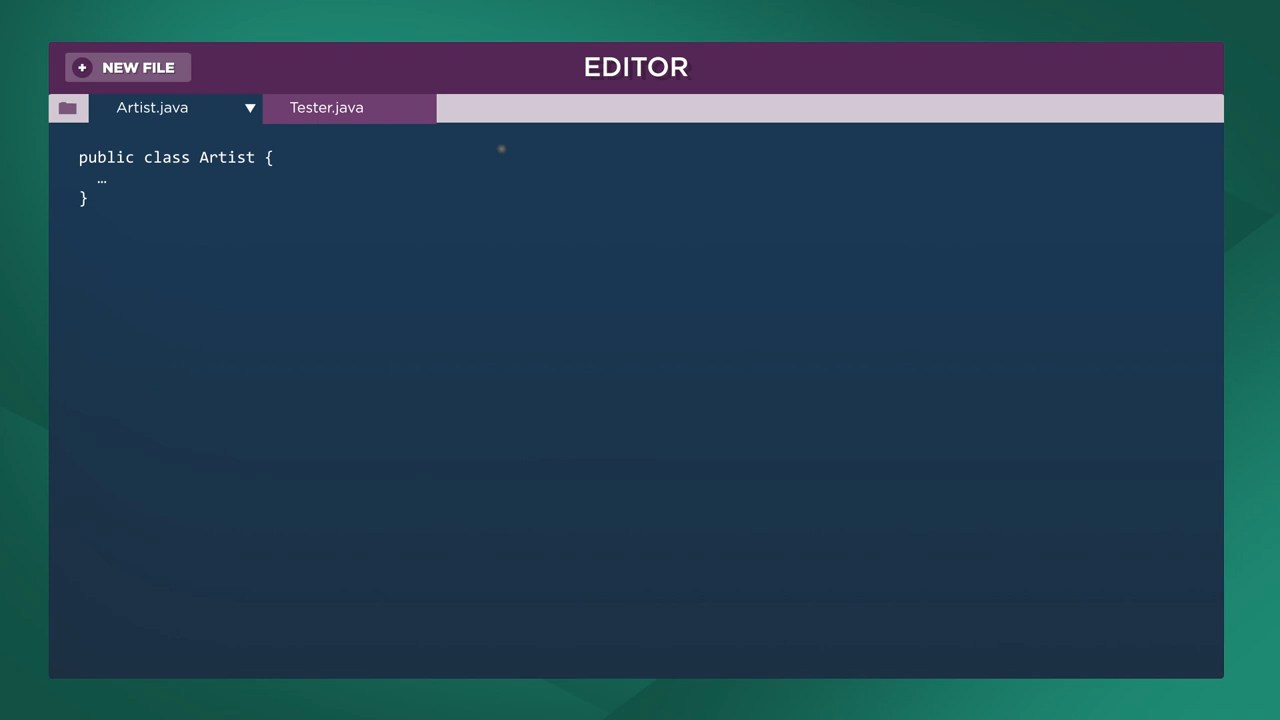 + NEW FILE
EDITOR
Artist.java ▼
Tester.java
public class Artist {
  …
}